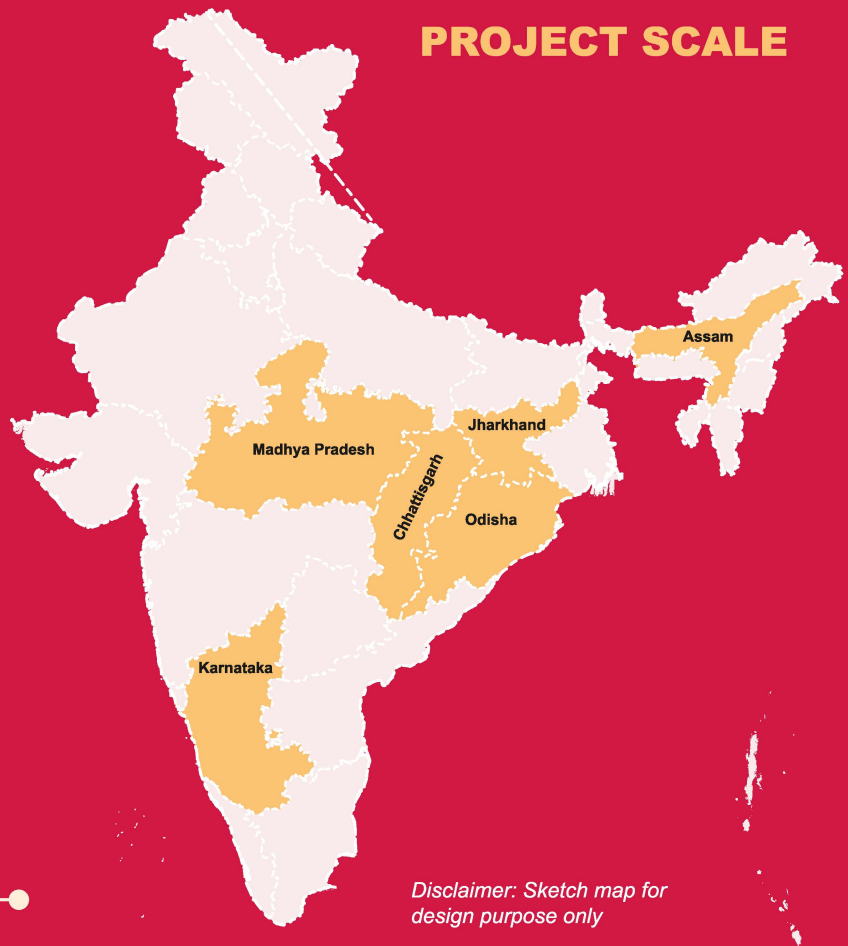 PROJECT SCALE
Assam
Jharkhand
Madhya Pradesh
Chhattisgarh
Odisha
Karnataka
Disclaimer: Sketch map for
design purpose only